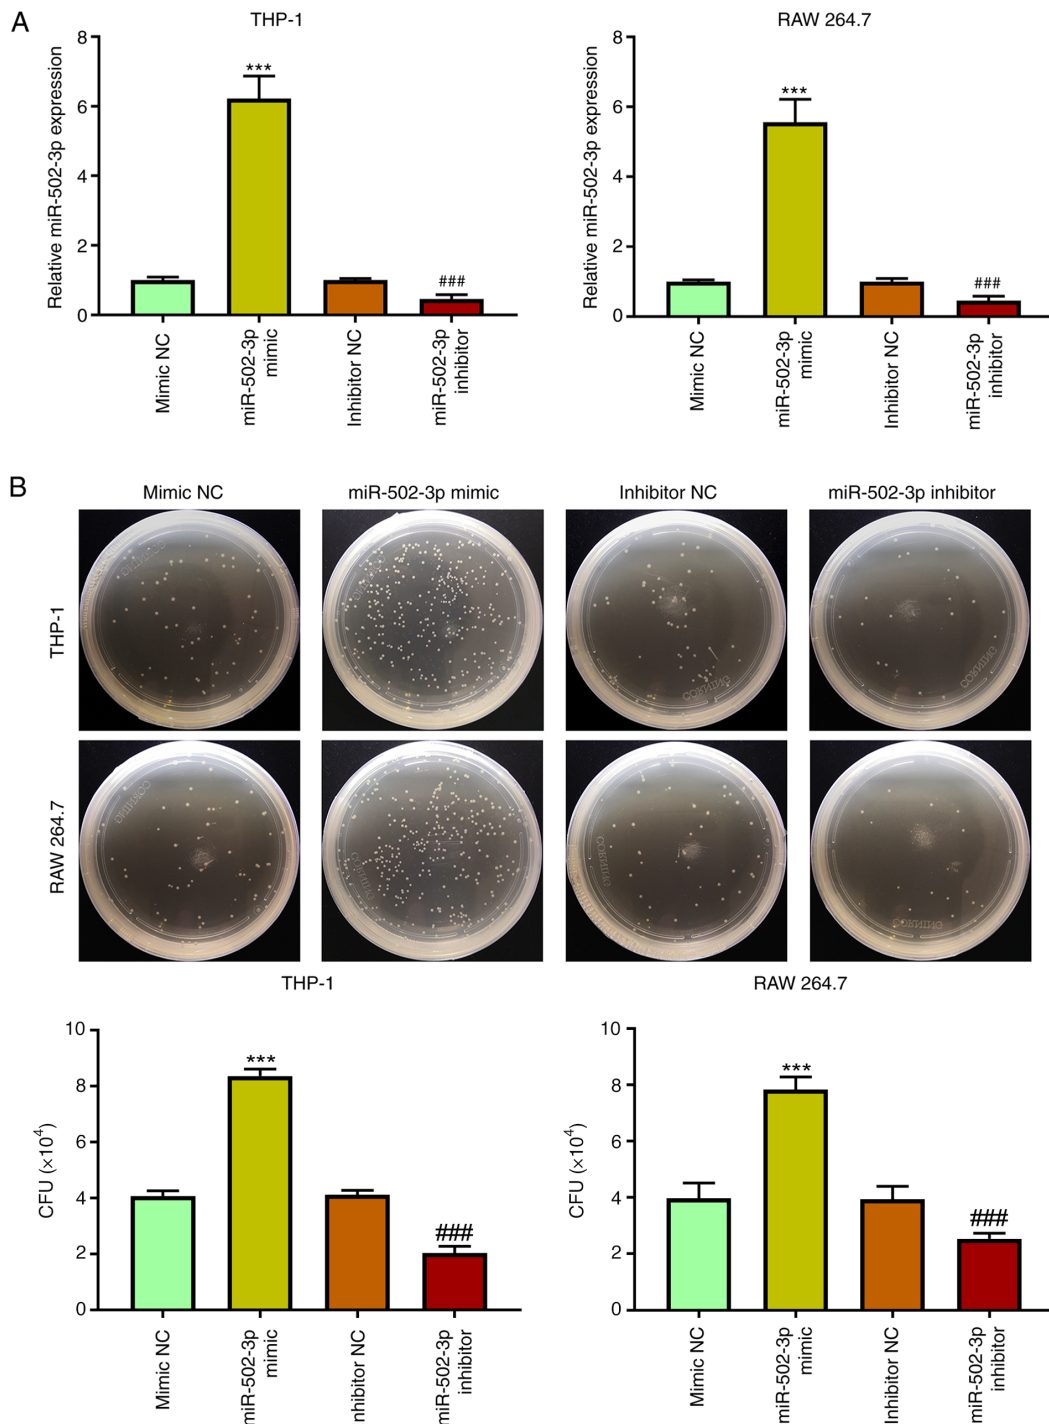 A
THP-1
RAW 264.7
Relative miR-502-3p expression
8
6
4
2
0
***
###
Mimic NC
miR-502-3p
mimic
Inhibitor NC
miR-502-3p
inhibitor
Relative miR-502-3p expression
8
6
4
2
0
***
###
Mimic NC
miR-502-3p
mimic
Inhibitor NC
miR-502-3p
inhibitor
B
Mimic NC
miR-502-3p mimic
Inhibitor NC
miR-502-3p inhibitor
THP-1
CORNING
CORNING
RAW 264.7
CORNING
CORNING
CORNING
THP-1
RAW 264.7
CFU (×10⁴)
10
8
6
4
2
0
***
###
Mimic NC
miR-502-3p
mimic
nhibitor NC
miR-502-3p
inhibitor
CFU (×10⁴)
10
8
6
4
2
0
***
###
Mimic NC
miR-502-3p
mimic
Inhibitor NC
miR-502-3p
inhibitor